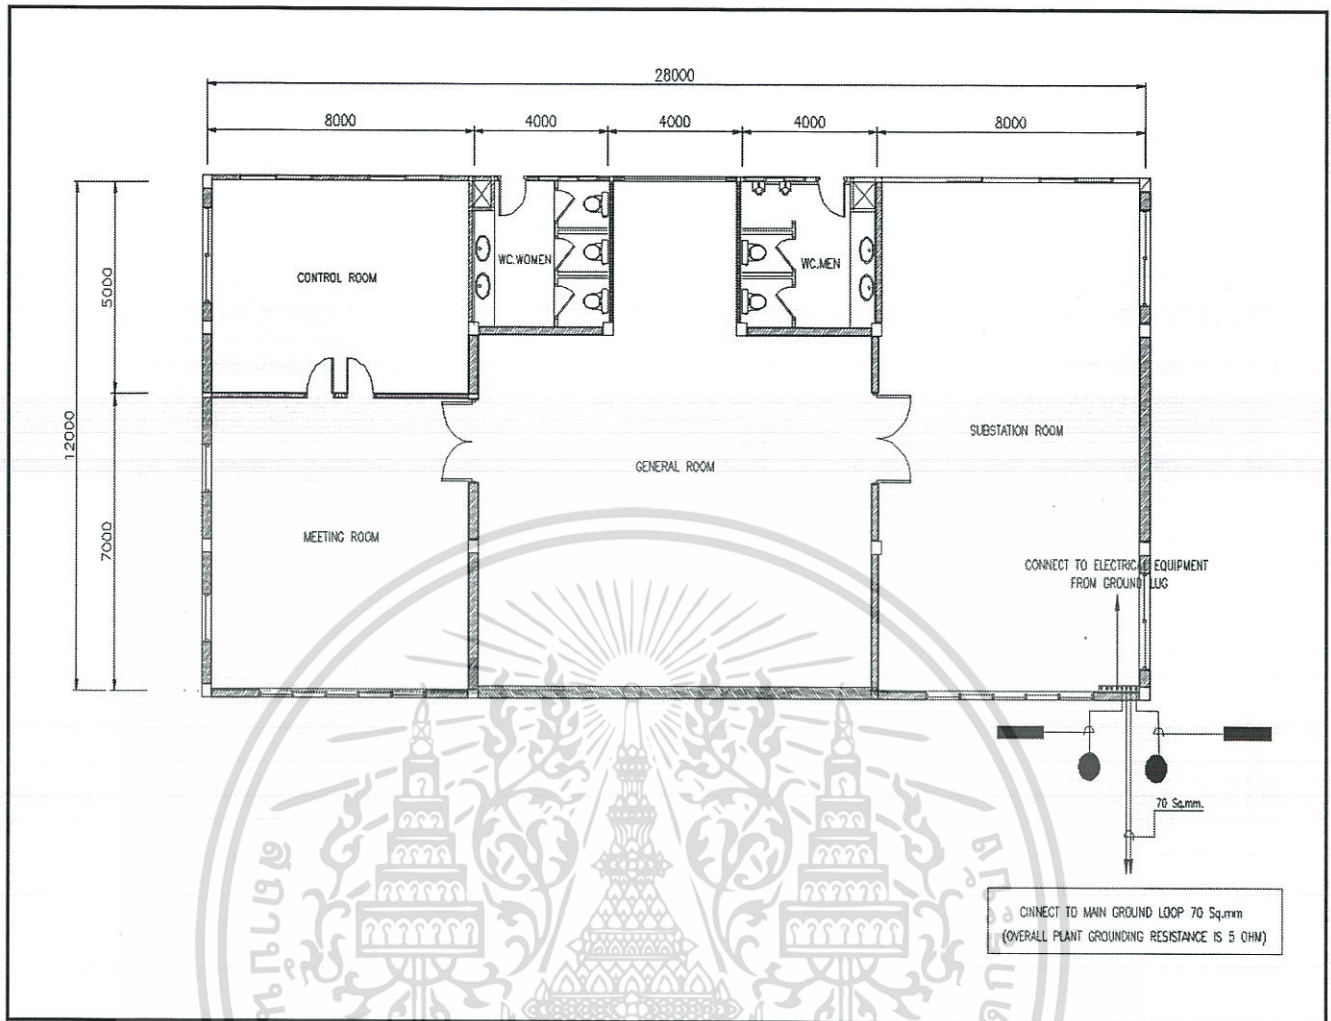 28000
8000
4000
4000
4000
8000
5000
12000
7000
CONTROL ROOM
WC.WOMEN
WC.MEN
SUBSTATION ROOM
GENERAL ROOM
MEETING ROOM
CONNECT TO ELECTRICAL EQUIPMENT
FROM GROUND LUG
70 Sq.mm.
CINNECT TO MAIN GROUND LOOP 70 Sq.mm
(OVERALL PLANT GROUNDING RESISTANCE IS 5 OHM)